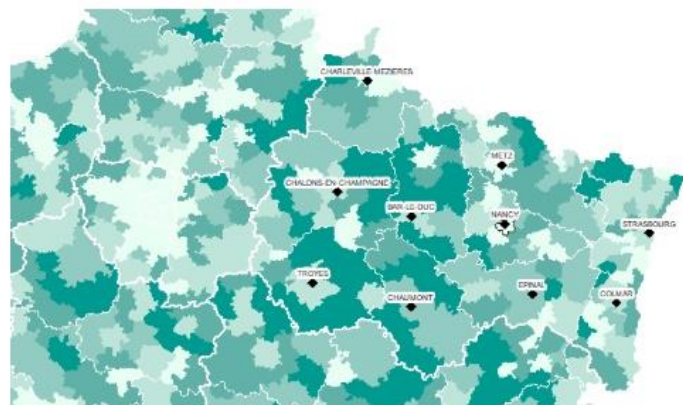 CHARLEVILLE-MEZIERES
METZ
CHALONS-EN-CHAMPAGNE
BAR-LE-DUC
NANCY
STRASBOURG
TROYES
EPINAL
CHAUMONT
COLMAR